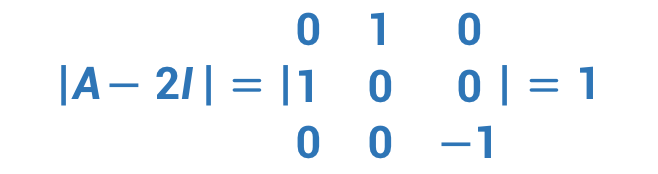 0 1 0
|A − 2I| = |1 0 0| = 1
0 0 −1